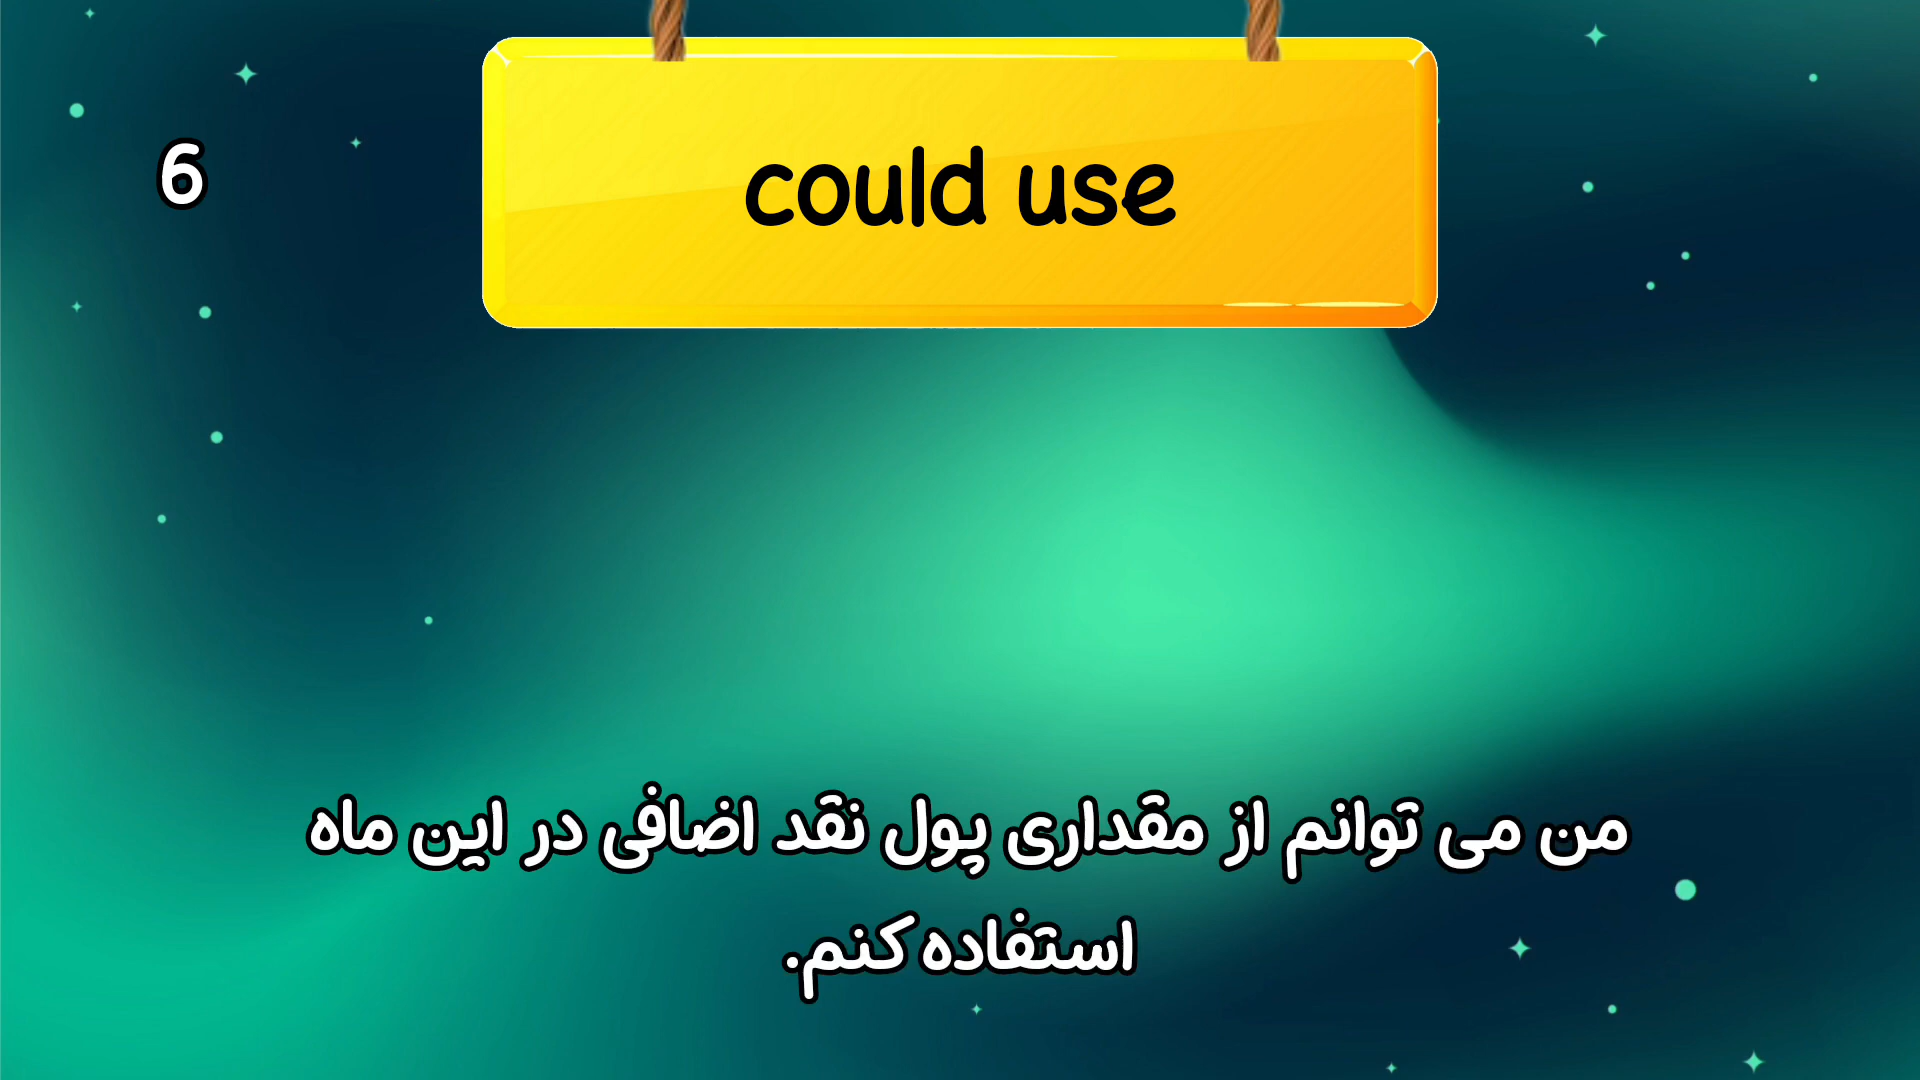 6
could use
من می توانم از مقداری پول نقد اضافی در این ماه
استفاده کنم.